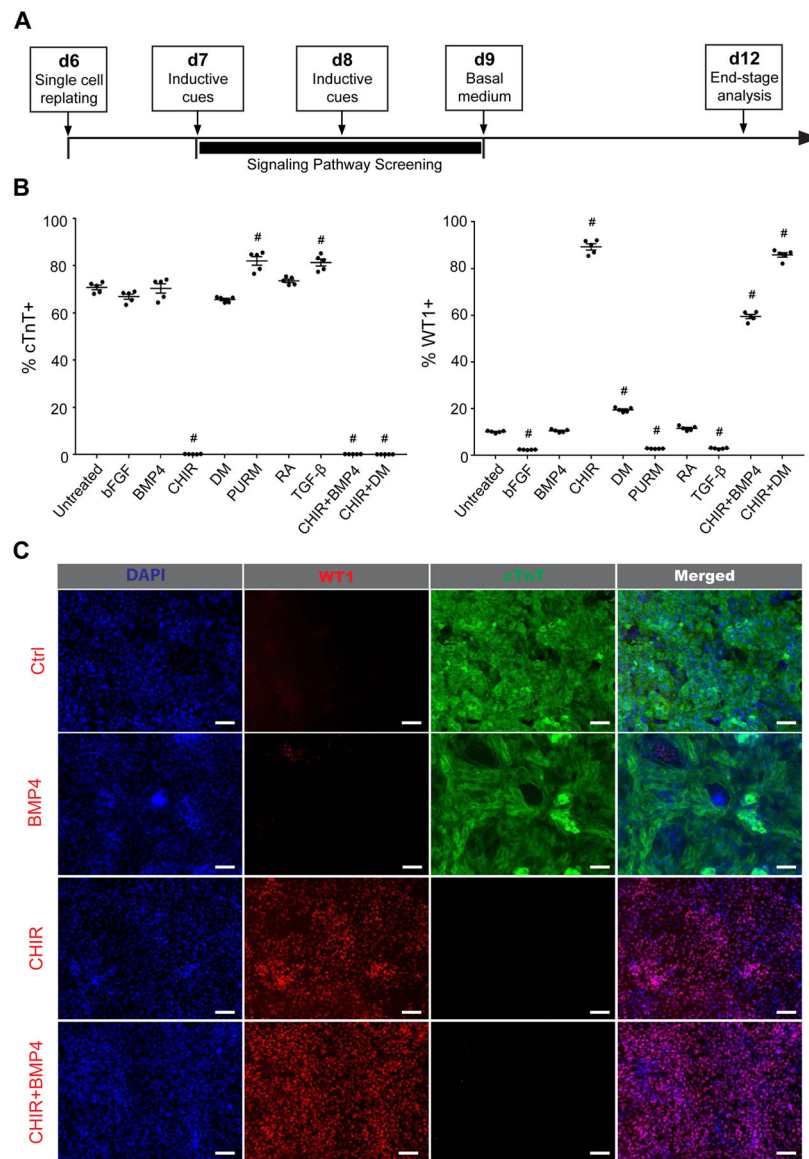 A
d6
Single cell
replating
d7
Inductive
cues
d8
Inductive
cues
d9
Basal
medium
d12
End-stage
analysis
Signaling Pathway Screening
B
% cTnT+
100
80
60
40
20
0
#
#
#
#
#
Untreated
bFGF
BMP4
CHIR
DM
PURM
RA
TGF-β
CHIR+BMP4
CHIR+DM
% WT1+
100
80
60
40
20
0
#
#
#
#
#
#
#
Untreated
bFGF
BMP4
CHIR
DM
PURM
RA
TGF-β
CHIR+BMP4
CHIR+DM
C
DAPI
WT1
cTnT
Merged
Ctrl
BMP4
CHIR
CHIR+BMP4